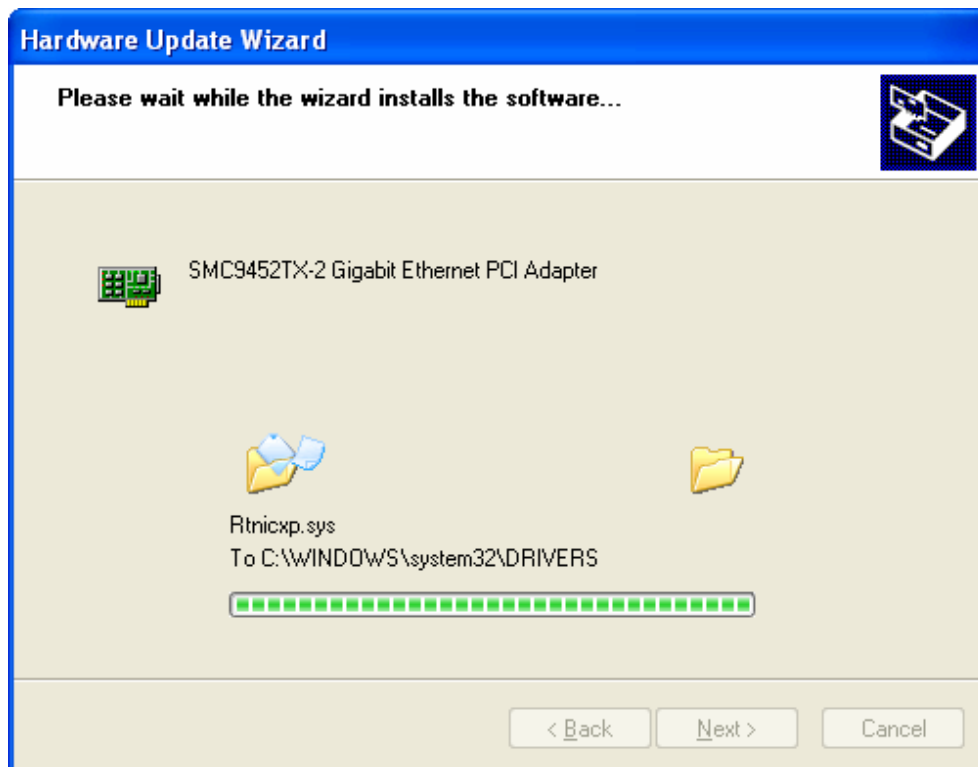 Hardware Update Wizard
Please wait while the wizard installs the software...
SMC9452TX-2 Gigabit Ethernet PCI Adapter
Rtnicxp.sys
To C:\WINDOWS\system32\DRIVERS
< Back Next > Cancel